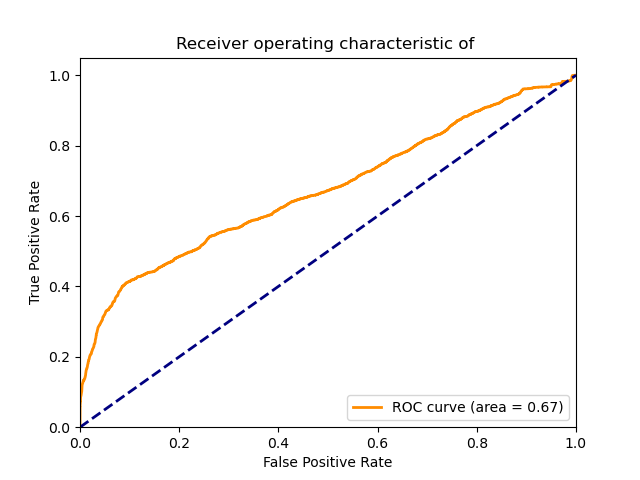 Receiver operating characteristic of
1.0
0.8
0.6
0.4
0.2
0.0
True Positive Rate
ROC curve (area = 0.67)
0.0 0.2 0.4 0.6 0.8 1.0
False Positive Rate